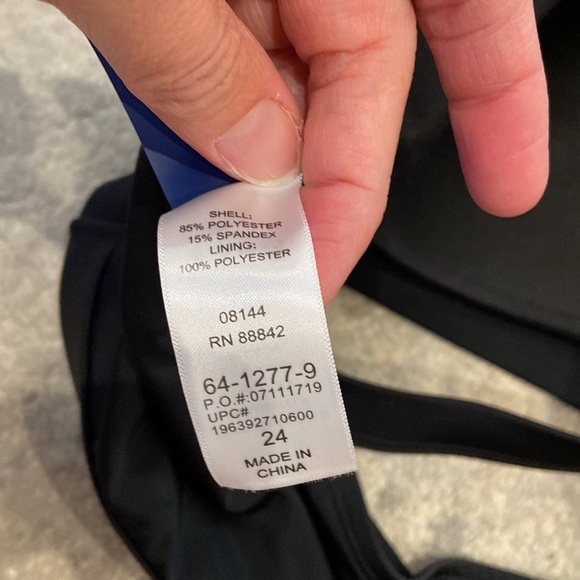 SHELL:
85% POLYESTER
15% SPANDEX
LINING:
100% POLYESTER
08144
RN 88842
64-1277-9
P.O.#:07111719
UPC#
196392710600
24
MADE IN
CHINA